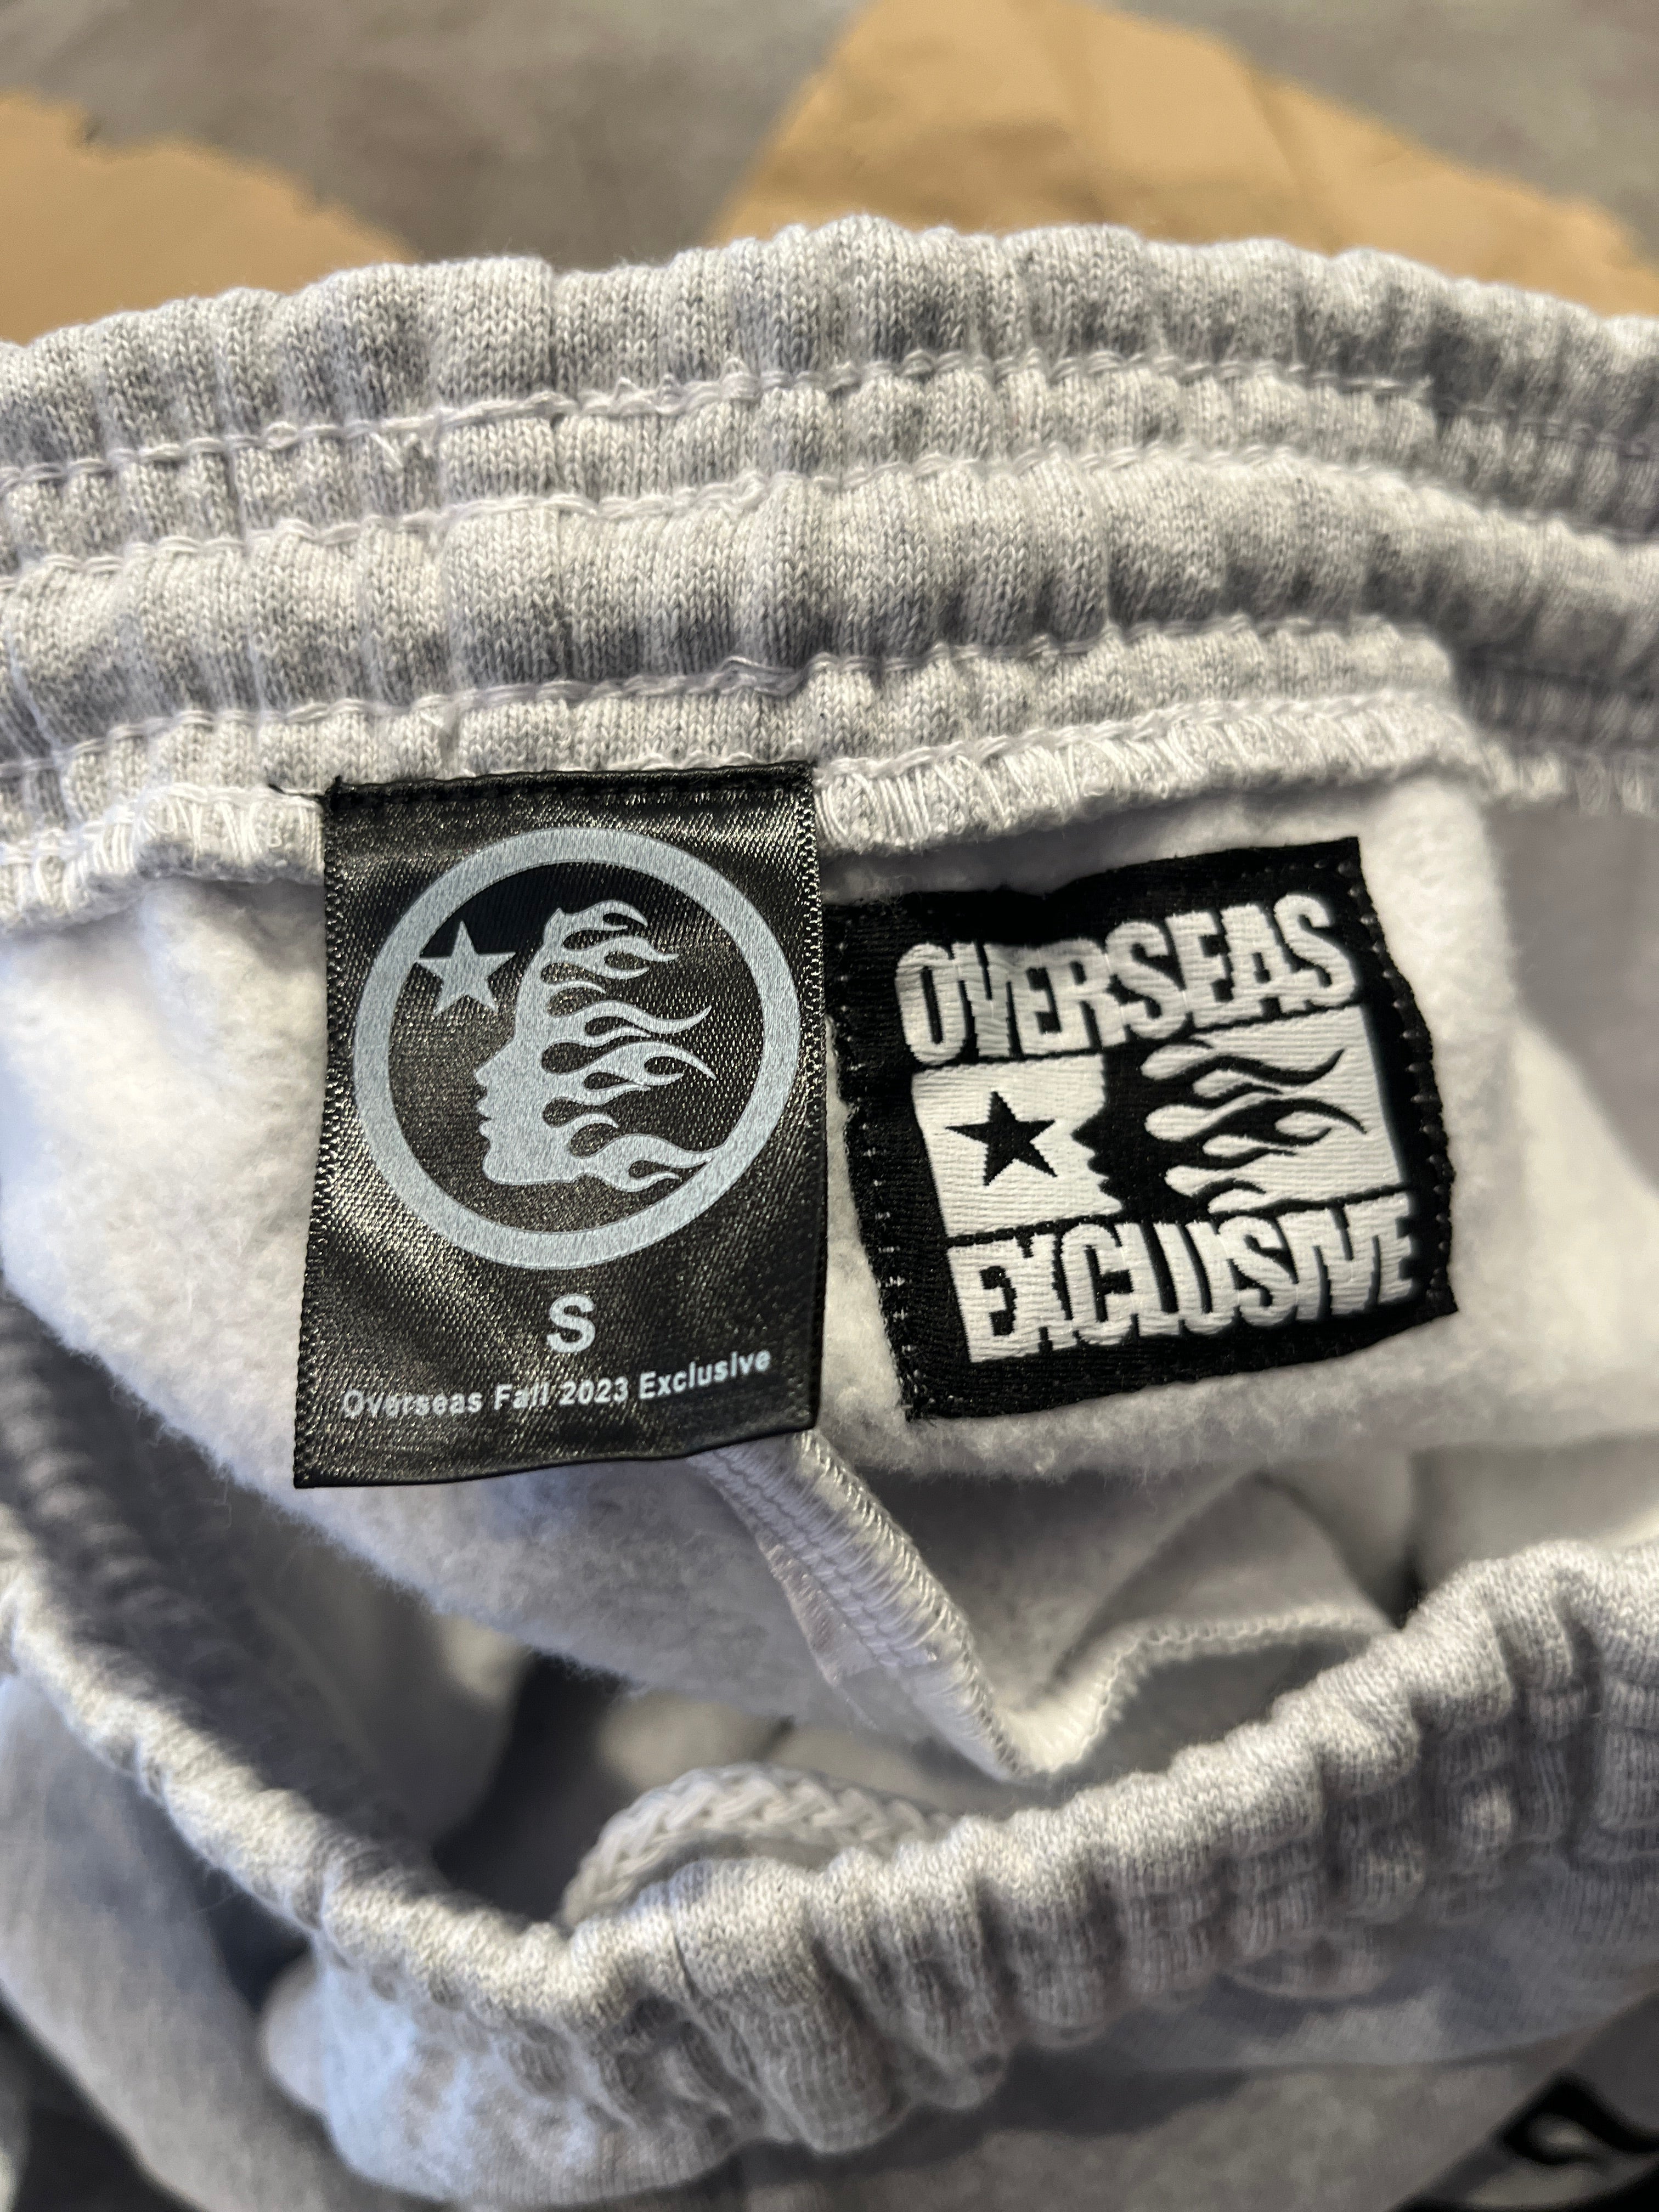 S
Overseas Fall 2023 Exclusive
OVERSEAS
EXCLUSIVE